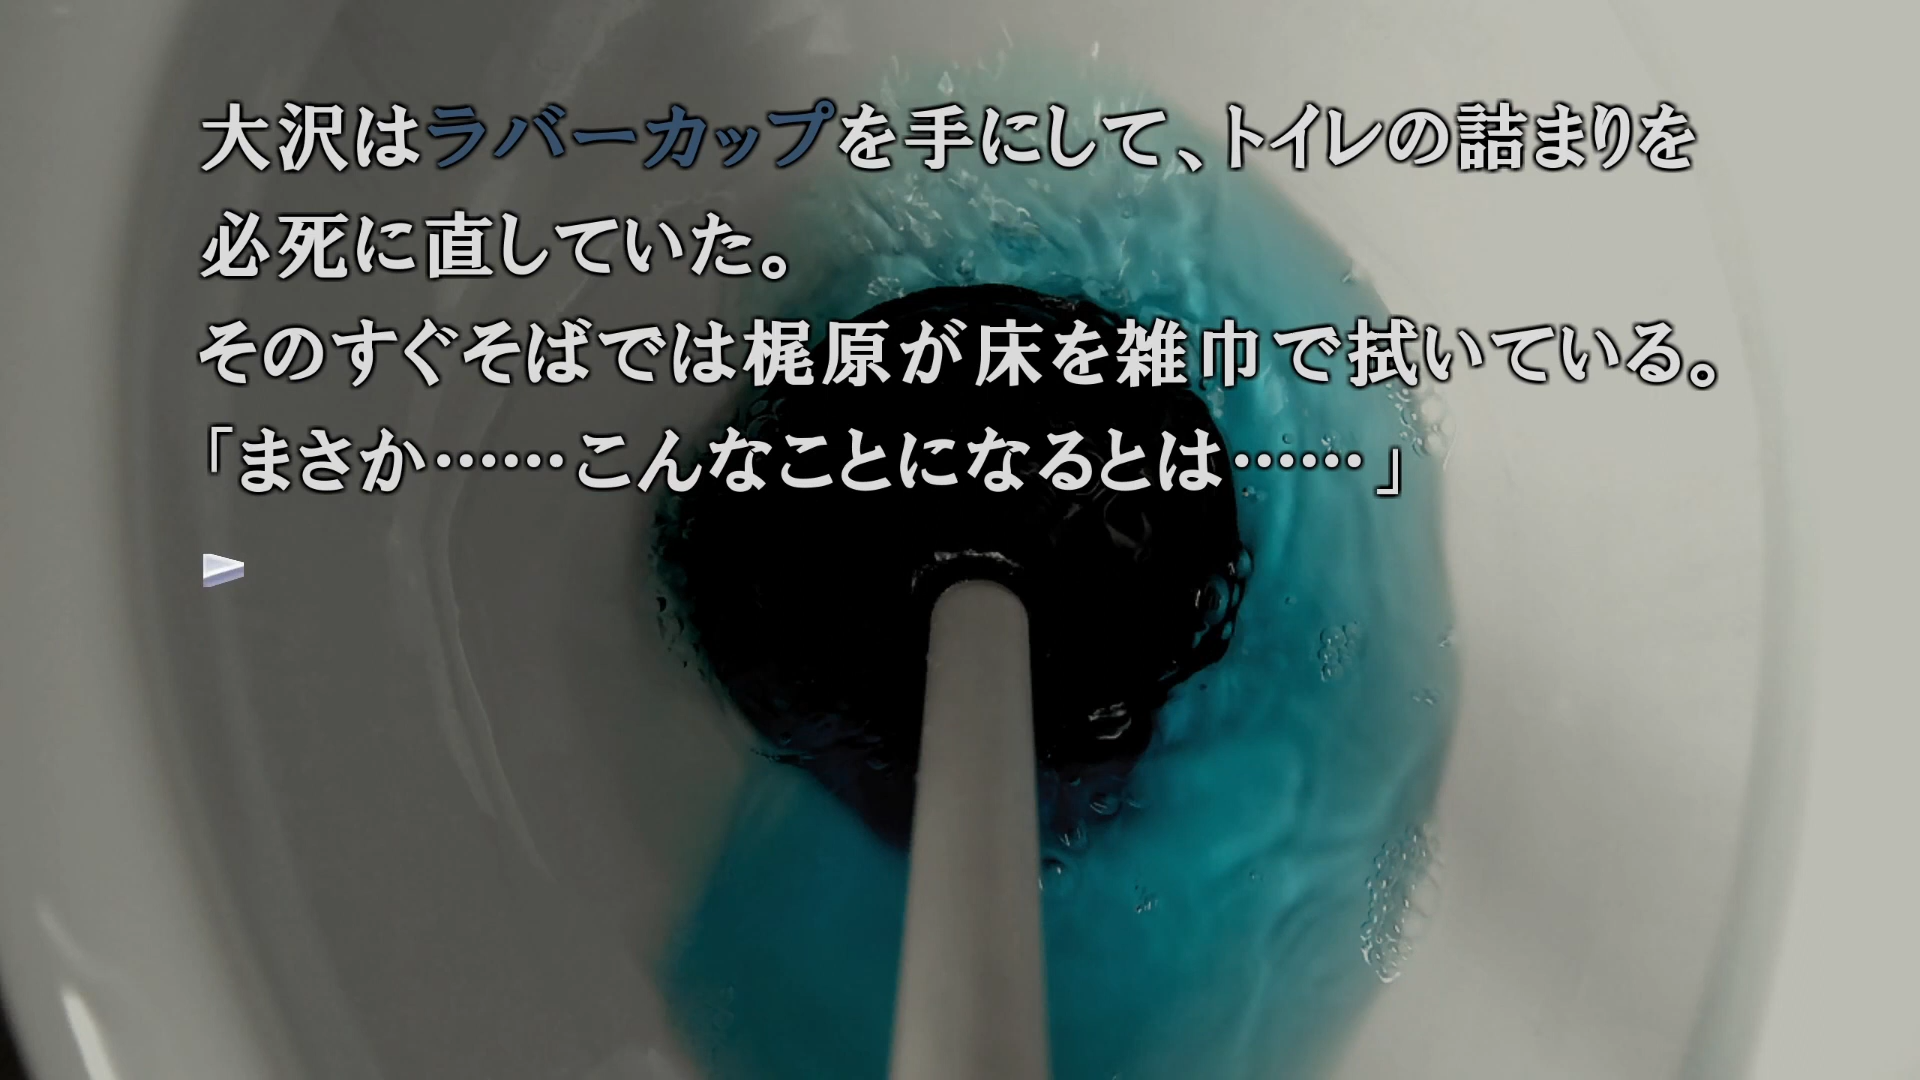 大沢はラバーカップを手にして、トイレの詰まりを
必死に直していた。
そのすぐそばでは梶原が床を雑巾で拭いている。
「まさか……こんなことになるとは……」